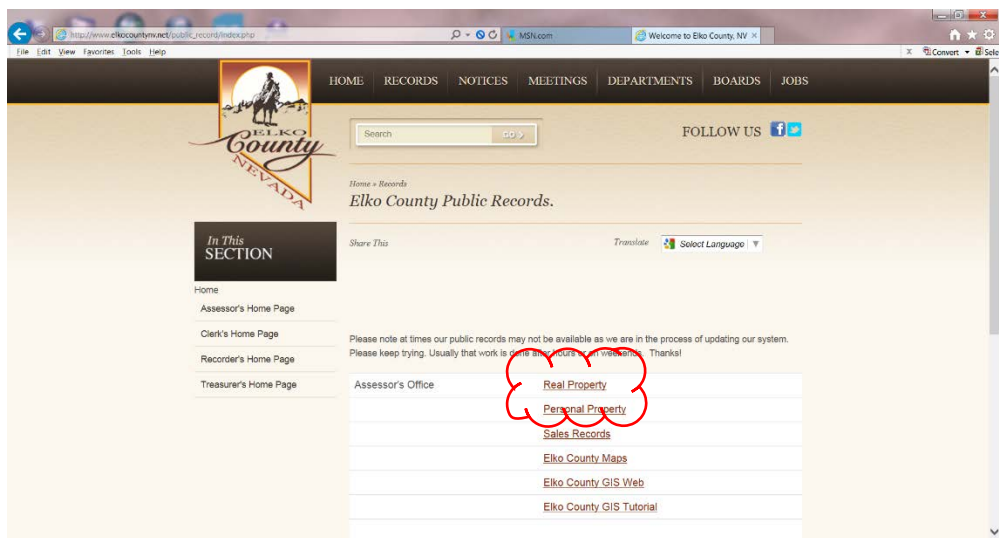 http://www.elkocountynv.net/public_record/index.php
MSN.com
Welcome to Elko County, NV
File Edit View Favorites Tools Help
x Convert Sele
HOME RECORDS NOTICES MEETINGS DEPARTMENTS BOARDS JOBS
ELKO
County
NEVADA
Search GO >
FOLLOW US
Home » Records
Elko County Public Records.
In This
SECTION
Share This
Translate Select Language
Home
Assessor's Home Page
Clerk's Home Page
Recorder's Home Page
Treasurer's Home Page
Please note at times our public records may not be available as we are in the process of updating our system.
Please keep trying. Usually that work is done after hours or on weekends. Thanks!
Assessor's Office Real Property
Personal Property
Sales Records
Elko County Maps
Elko County GIS Web
Elko County GIS Tutorial